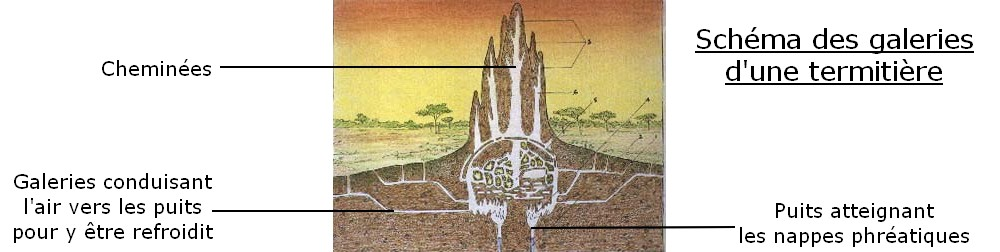 Schéma des galeries
d'une termitière
Cheminées
Galeries conduisant
l'air vers les puits
pour y être refroidit
Puits atteignant
les nappes phréatiques